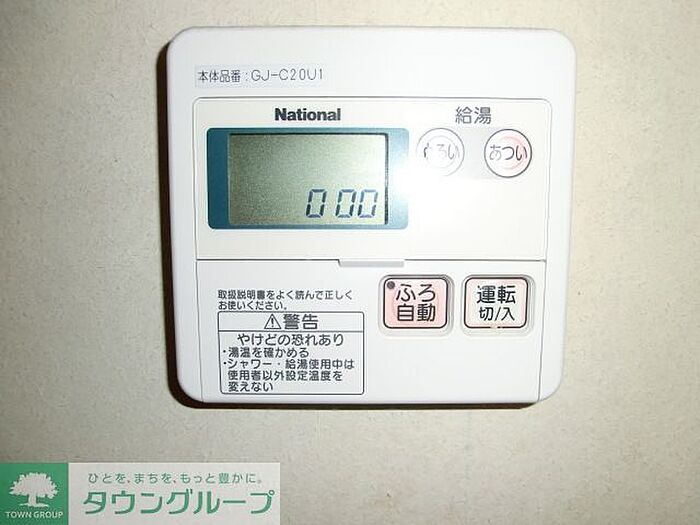 本体品番：GJ-C20U1
National
給湯
ぬるい
あつい
0 00
取扱説明書をよく読んで正しく
お使いください。
⚠警告
やけどの恐れあり
・湯温を確かめる
・シャワー・給湯使用中は
使用者以外設定温度を
変えない
ふろ
自動
運転
切/入
ひとを、まちを、もっと豊かに。
タウングループ
TOWN GROUP